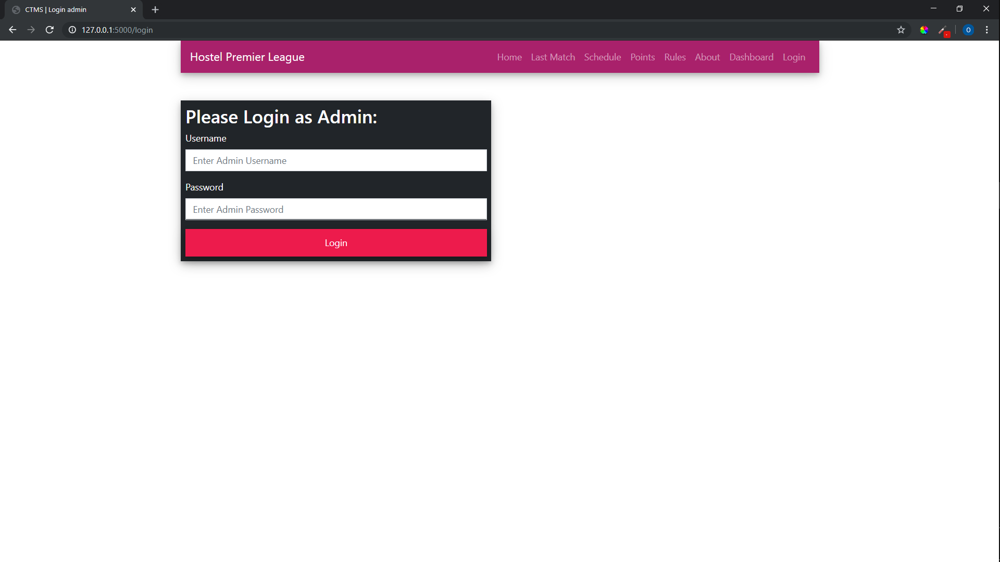 CTMS | Login admin
127.0.0.1:5000/login
O
Hostel Premier League
Home Last Match Schedule Points Rules About Dashboard Login
Please Login as Admin:
Username
Enter Admin Username
Password
Enter Admin Password
Login